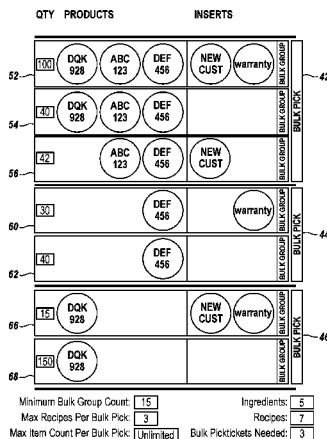 QTY PRODUCTS INSERTS
100 DQK 928 ABC 123 DEF 456 NEW CUST warranty BULK GROUP
52
40 DQK 928 ABC 123 DEF 456 BULK GROUP
54
42 ABC 123 DEF 456 NEW CUST BULK GROUP
56
BULK PICK 42
30 DEF 456 warranty BULK GROUP
60
40 DEF 456 BULK GROUP
62
BULK PICK 44
15 DQK 928 NEW CUST warranty BULK GROUP
66
150 DQK 928 BULK GROUP
68
BULK PICK 46
Minimum Bulk Group Count: 15 Ingredients: 5
Max Recipes Per Bulk Pick: 3 Recipes: 7
Max Item Count Per Bulk Pick: Unlimited Bulk Picktickets Needed: 3